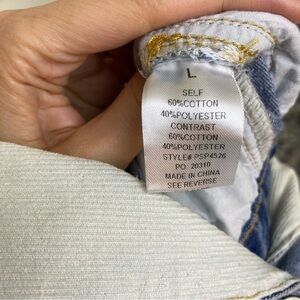 L
SELF
60%COTTON
40%POLYESTER
CONTRAST
60%COTTON
40%POLYESTER
STYLE# PSP4526
PO: 20310
MADE IN CHINA
SEE REVERSE